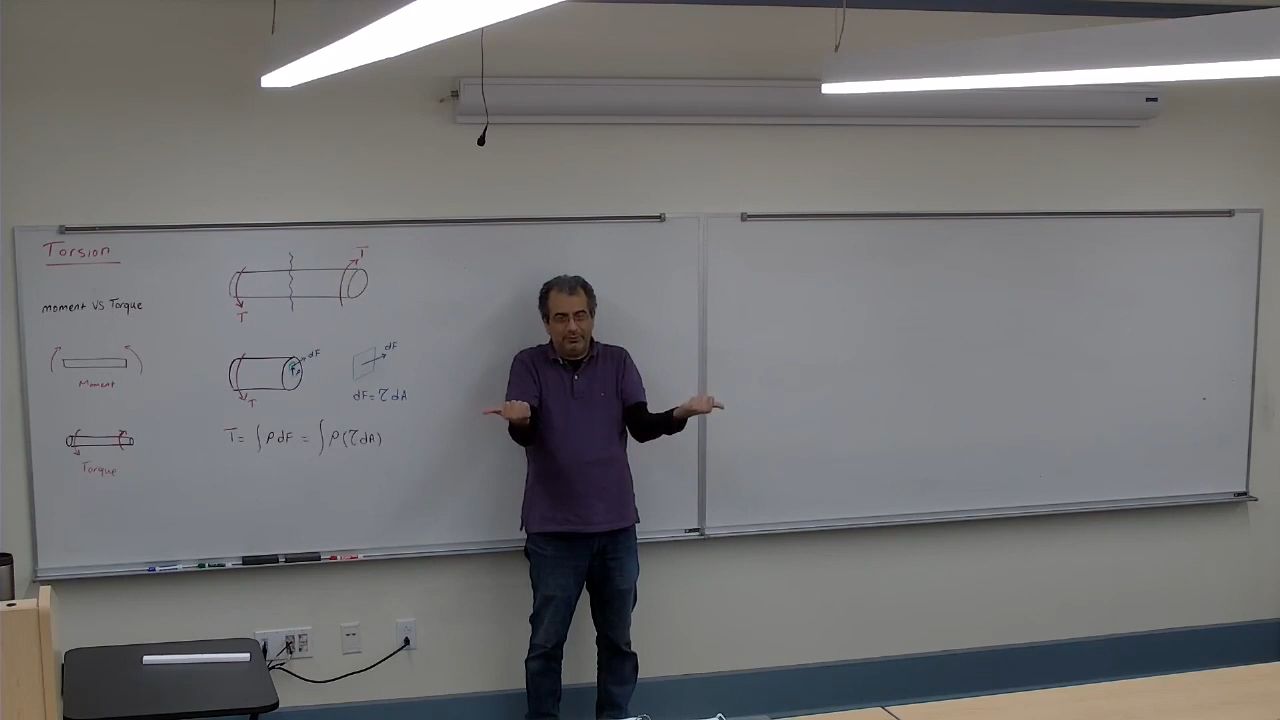 Torsion
moment VS Torque
Moment
Torque
T
T
dF
T
dF
dF = τ dA
T = ∫ ρ dF = ∫ ρ (τ dA)